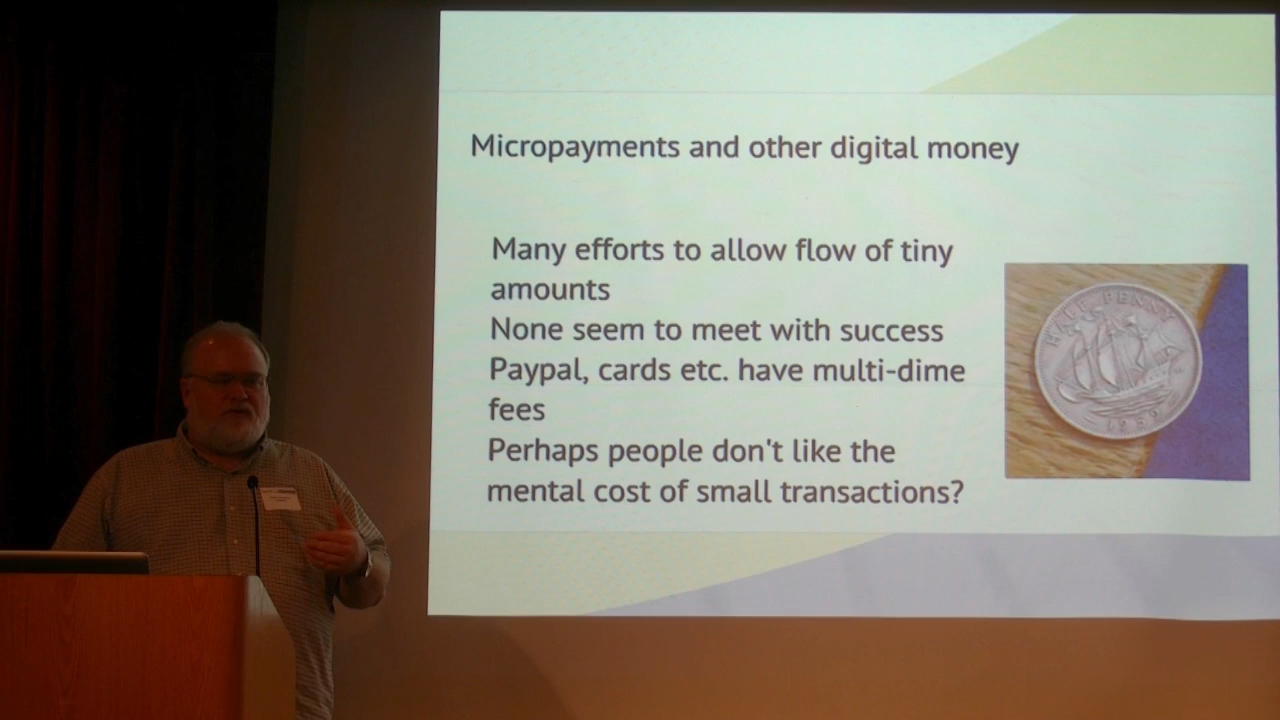 Micropayments and other digital money
Many efforts to allow flow of tiny
amounts
None seem to meet with success
Paypal, cards etc. have multi-dime
fees
Perhaps people don't like the
mental cost of small transactions?
HALF PENNY
1959